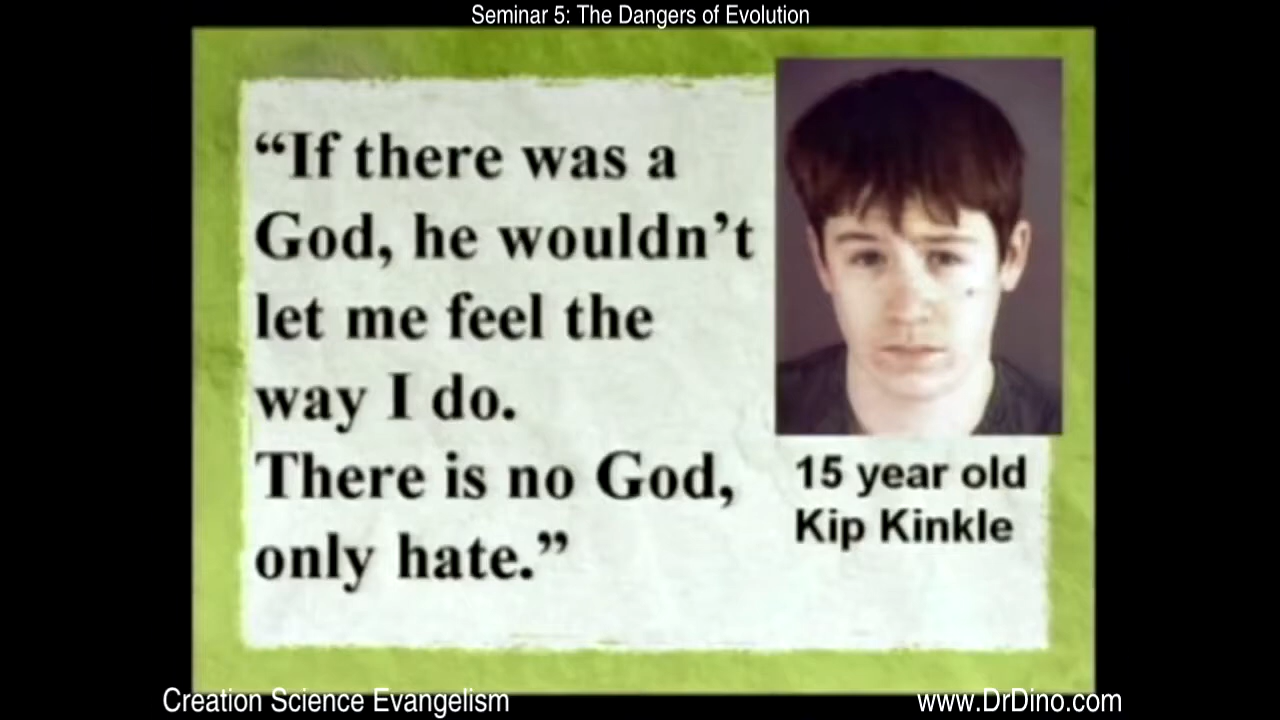 Seminar 5: The Dangers of Evolution
“If there was a
God, he wouldn’t
let me feel the
way I do.
There is no God,
only hate.”
15 year old
Kip Kinkle
Creation Science Evangelism
www.DrDino.com